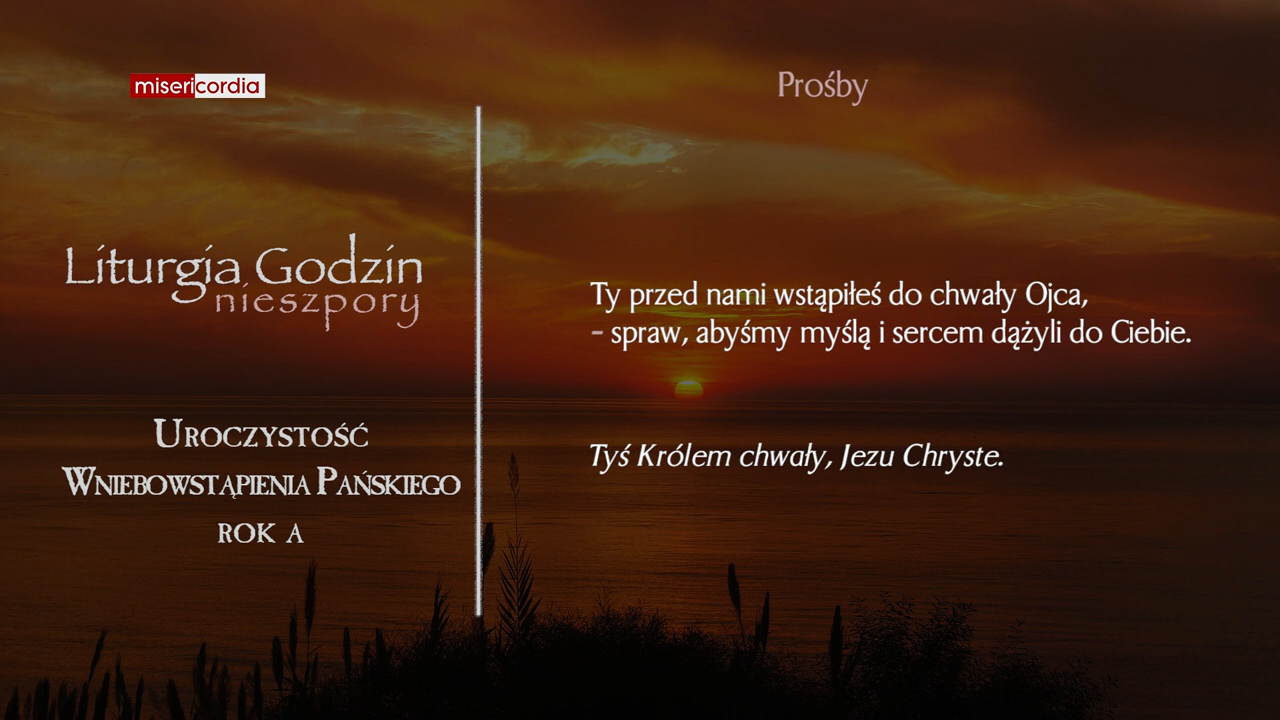 misericordia
Liturgia Godzin
nieszpory
Uroczystość
Wniebowstąpienia Pańskiego
rok a
Prośby
Ty przed nami wstąpiłeś do chwały Ojca,
- spraw, abyśmy myślą i sercem dążyli do Ciebie.
Tyś Królem chwały, Jezu Chryste.